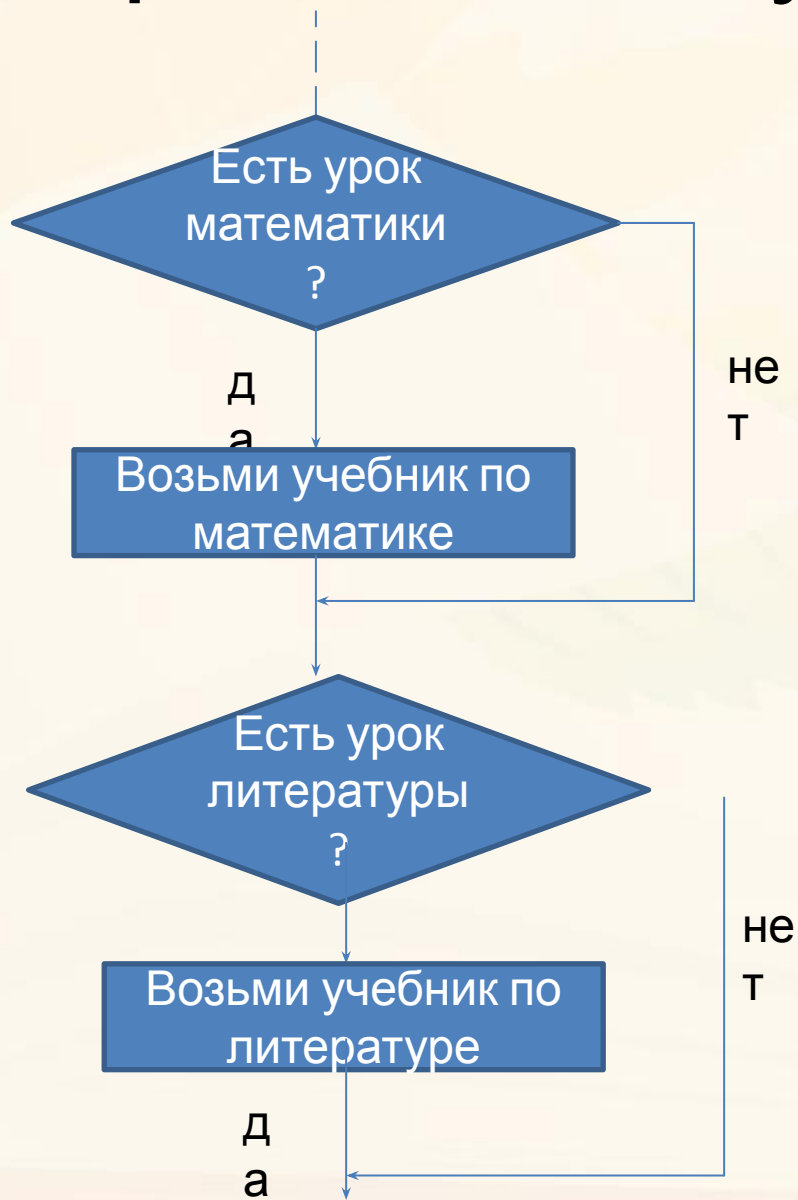 Есть урок
математики
?
не
т
д
а
Возьми учебник по
математике
Есть урок
литературы
?
не
т
Возьми учебник по
литературе
д
а